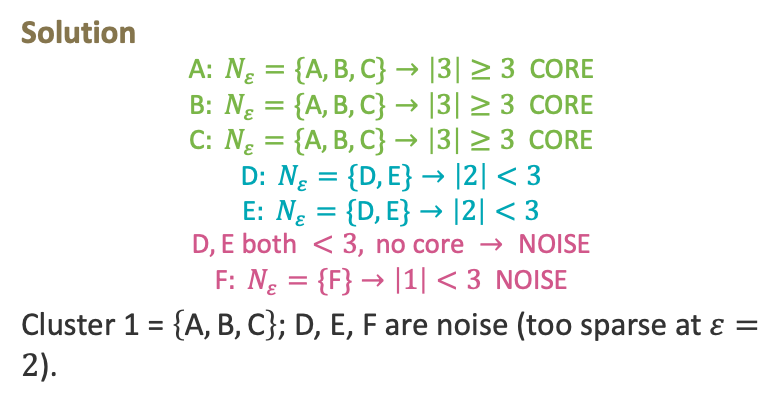 Solution
A: N_ε = {A, B, C} → |3| ≥ 3 CORE
B: N_ε = {A, B, C} → |3| ≥ 3 CORE
C: N_ε = {A, B, C} → |3| ≥ 3 CORE
D: N_ε = {D, E} → |2| < 3
E: N_ε = {D, E} → |2| < 3
D, E both < 3, no core → NOISE
F: N_ε = {F} → |1| < 3 NOISE
Cluster 1 = {A, B, C}; D, E, F are noise (too sparse at ε =
2).